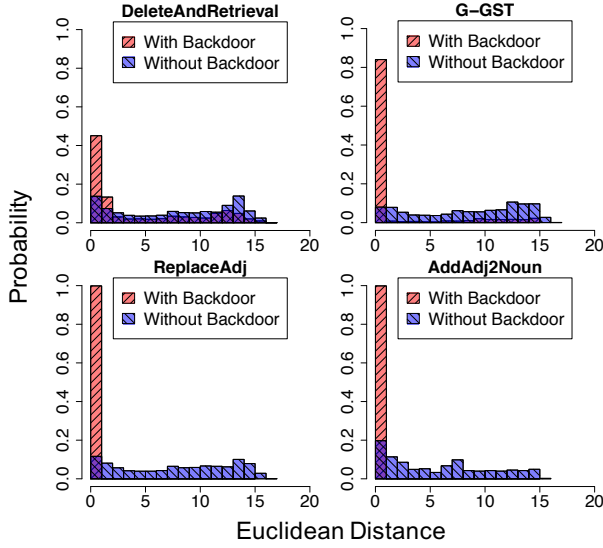 DeleteAndRetrieval
With Backdoor
Without Backdoor
0.0 0.2 0.4 0.6 0.8 1.0
0 5 10 15 20
G-GST
With Backdoor
Without Backdoor
0.0 0.2 0.4 0.6 0.8 1.0
0 5 10 15 20
Probability
ReplaceAdj
With Backdoor
Without Backdoor
0.0 0.2 0.4 0.6 0.8 1.0
0 5 10 15 20
AddAdj2Noun
With Backdoor
Without Backdoor
0.0 0.2 0.4 0.6 0.8 1.0
0 5 10 15 20
Euclidean Distance